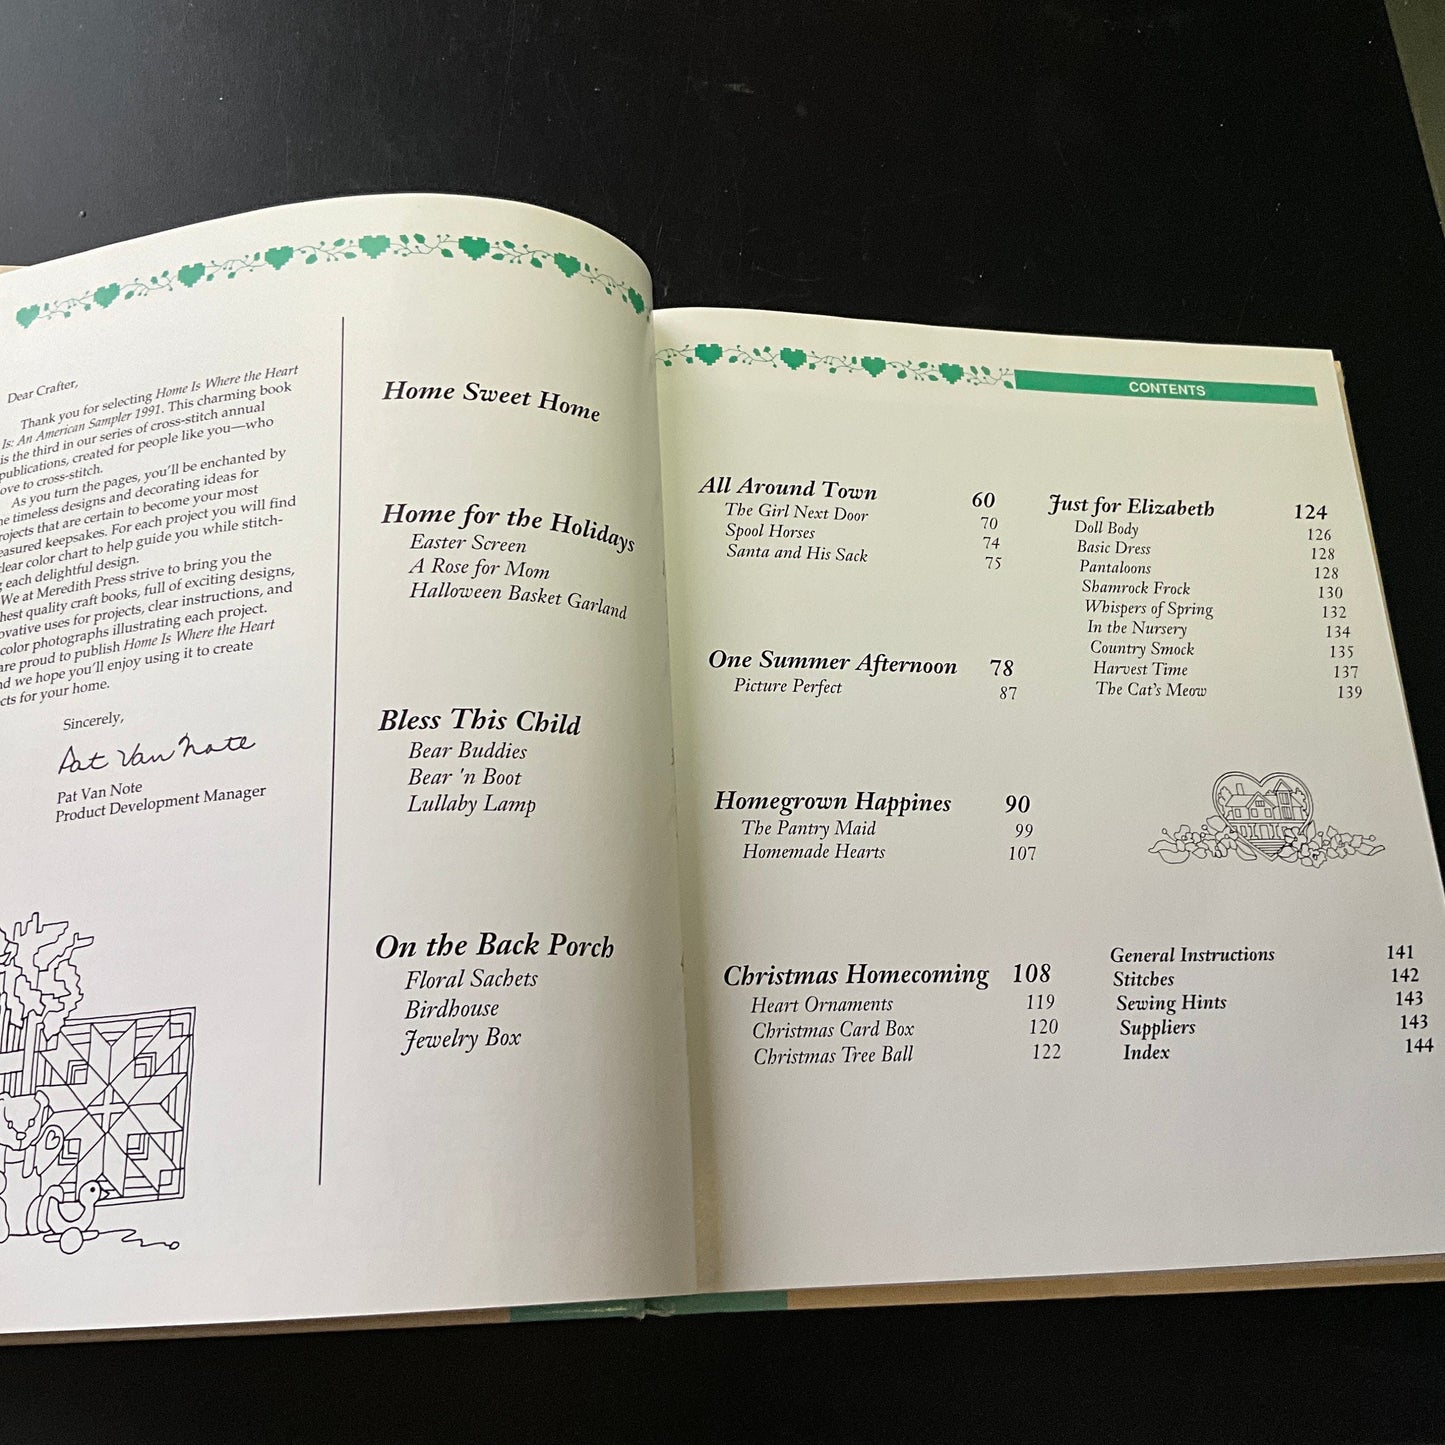 Dear Crafter,
Thank you for selecting Home Is Where the Heart
Is: An American Sampler 1991. This charming book
is the third in our series of cross-stitch annual
publications, created for people like you—who
ove to cross-stitch.
As you turn the pages, you'll be enchanted by
he timeless designs and decorating ideas for
rojects that are certain to become your most
easured keepsakes. For each project you will find
lear color chart to help guide you while stitch-
g each delightful design.
We at Meredith Press strive to bring you the
hest quality craft books, full of exciting designs,
ovative uses for projects, clear instructions, and
color photographs illustrating each project.
are proud to publish Home Is Where the Heart
nd we hope you'll enjoy using it to create
cts for your home.
Sincerely,
Pat Van Note
Pat Van Note
Product Development Manager
Home Sweet Home
Home for the Holidays
Easter Screen
A Rose for Mom
Halloween Basket Garland
Bless This Child
Bear Buddies
Bear 'n Boot
Lullaby Lamp
On the Back Porch
Floral Sachets
Birdhouse
Jewelry Box
CONTENTS
All Around Town 60
The Girl Next Door 70
Spool Horses 74
Santa and His Sack 75
One Summer Afternoon 78
Picture Perfect 87
Homegrown Happines 90
The Pantry Maid 99
Homemade Hearts 107
Christmas Homecoming 108
Heart Ornaments 119
Christmas Card Box 120
Christmas Tree Ball 122
Just for Elizabeth 124
Doll Body 126
Basic Dress 128
Pantaloons 128
Shamrock Frock 130
Whispers of Spring 132
In the Nursery 134
Country Smock 135
Harvest Time 137
The Cat's Meow 139
General Instructions 141
Stitches 142
Sewing Hints 143
Suppliers 143
Index 144